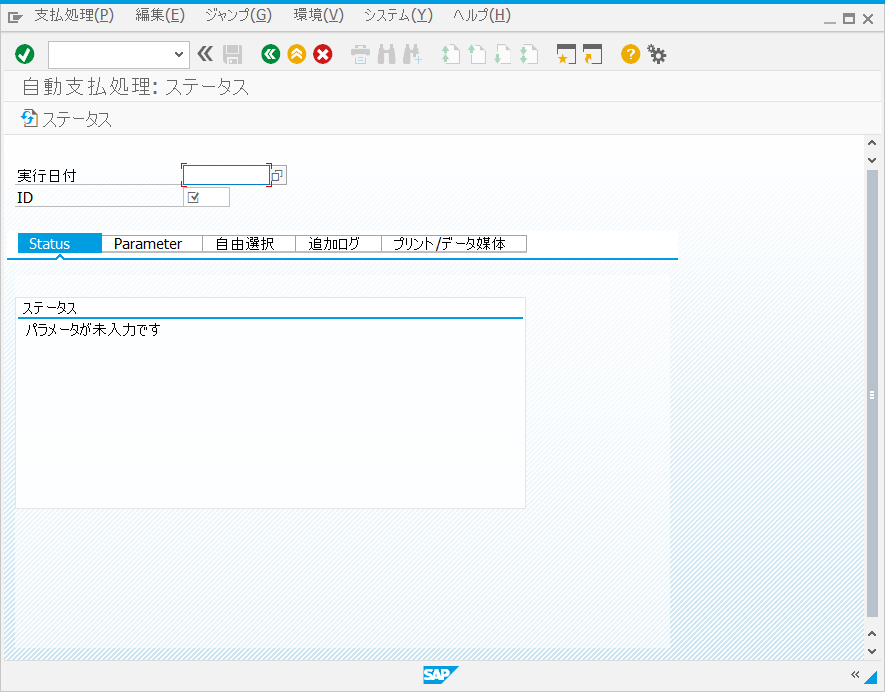 支払処理(P) 編集(E) ジャンプ(G) 環境(V) システム(Y) ヘルプ(H)
自動支払処理: ステータス
ステータス
実行日付
ID
Status Parameter 自由選択 追加ログ プリント/データ媒体
ステータス
パラメータが未入力です
SAP